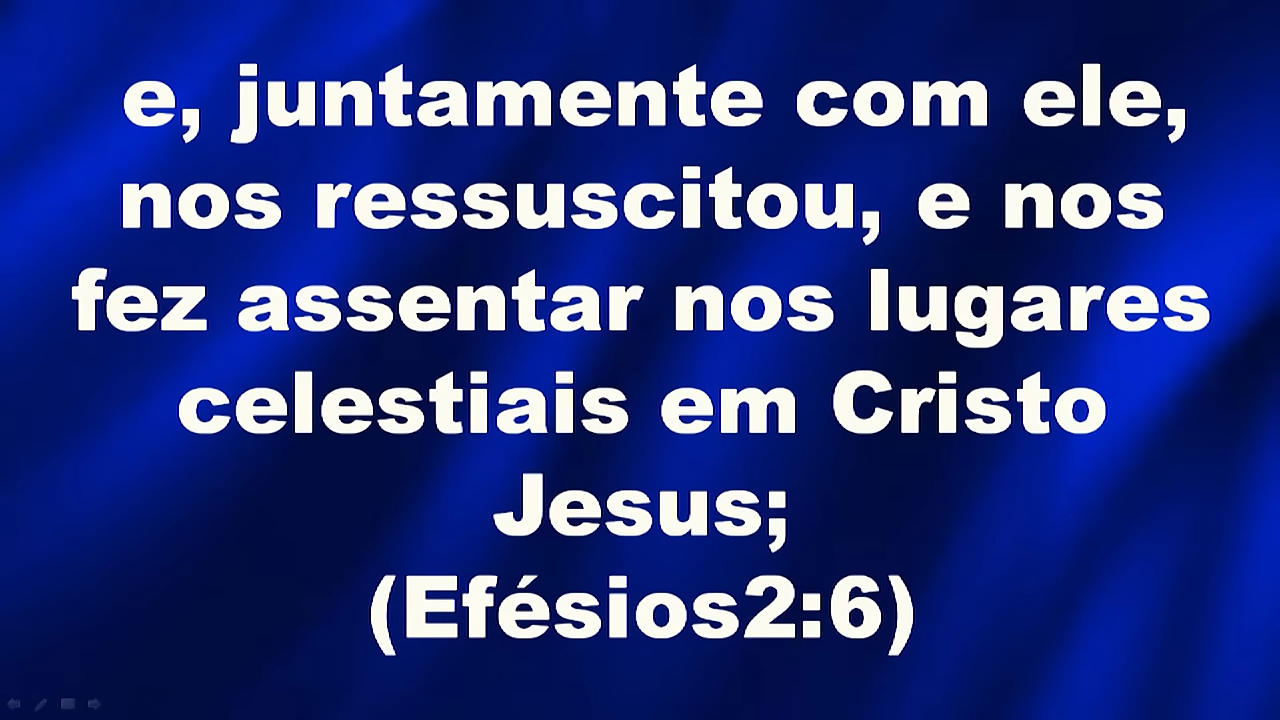 e, juntamente com ele,
nos ressuscitou, e nos
fez assentar nos lugares
celestiais em Cristo
Jesus;
(Efésios2:6)